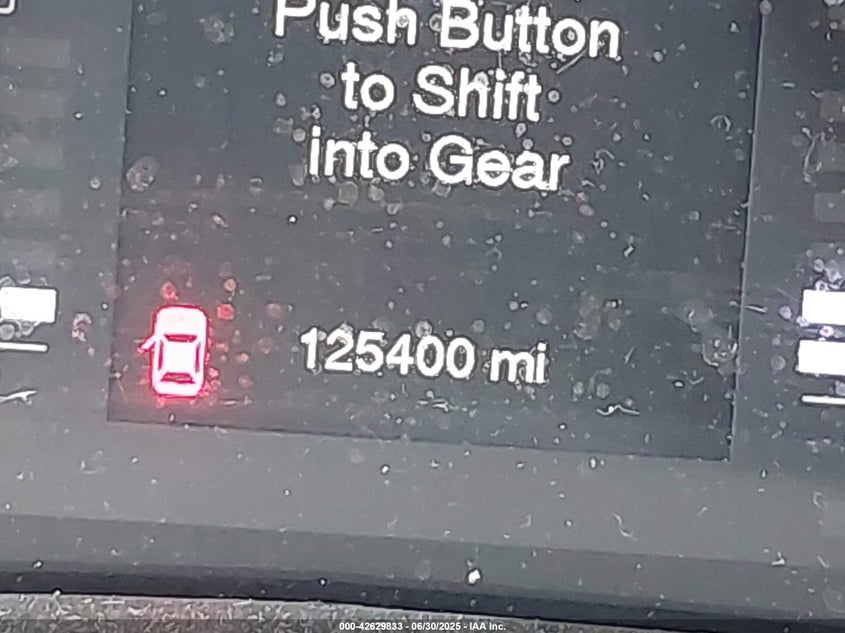 Push Button
to Shift
into Gear
125400 mi
000-42629833 - 06/30/2025 - IAA Inc.